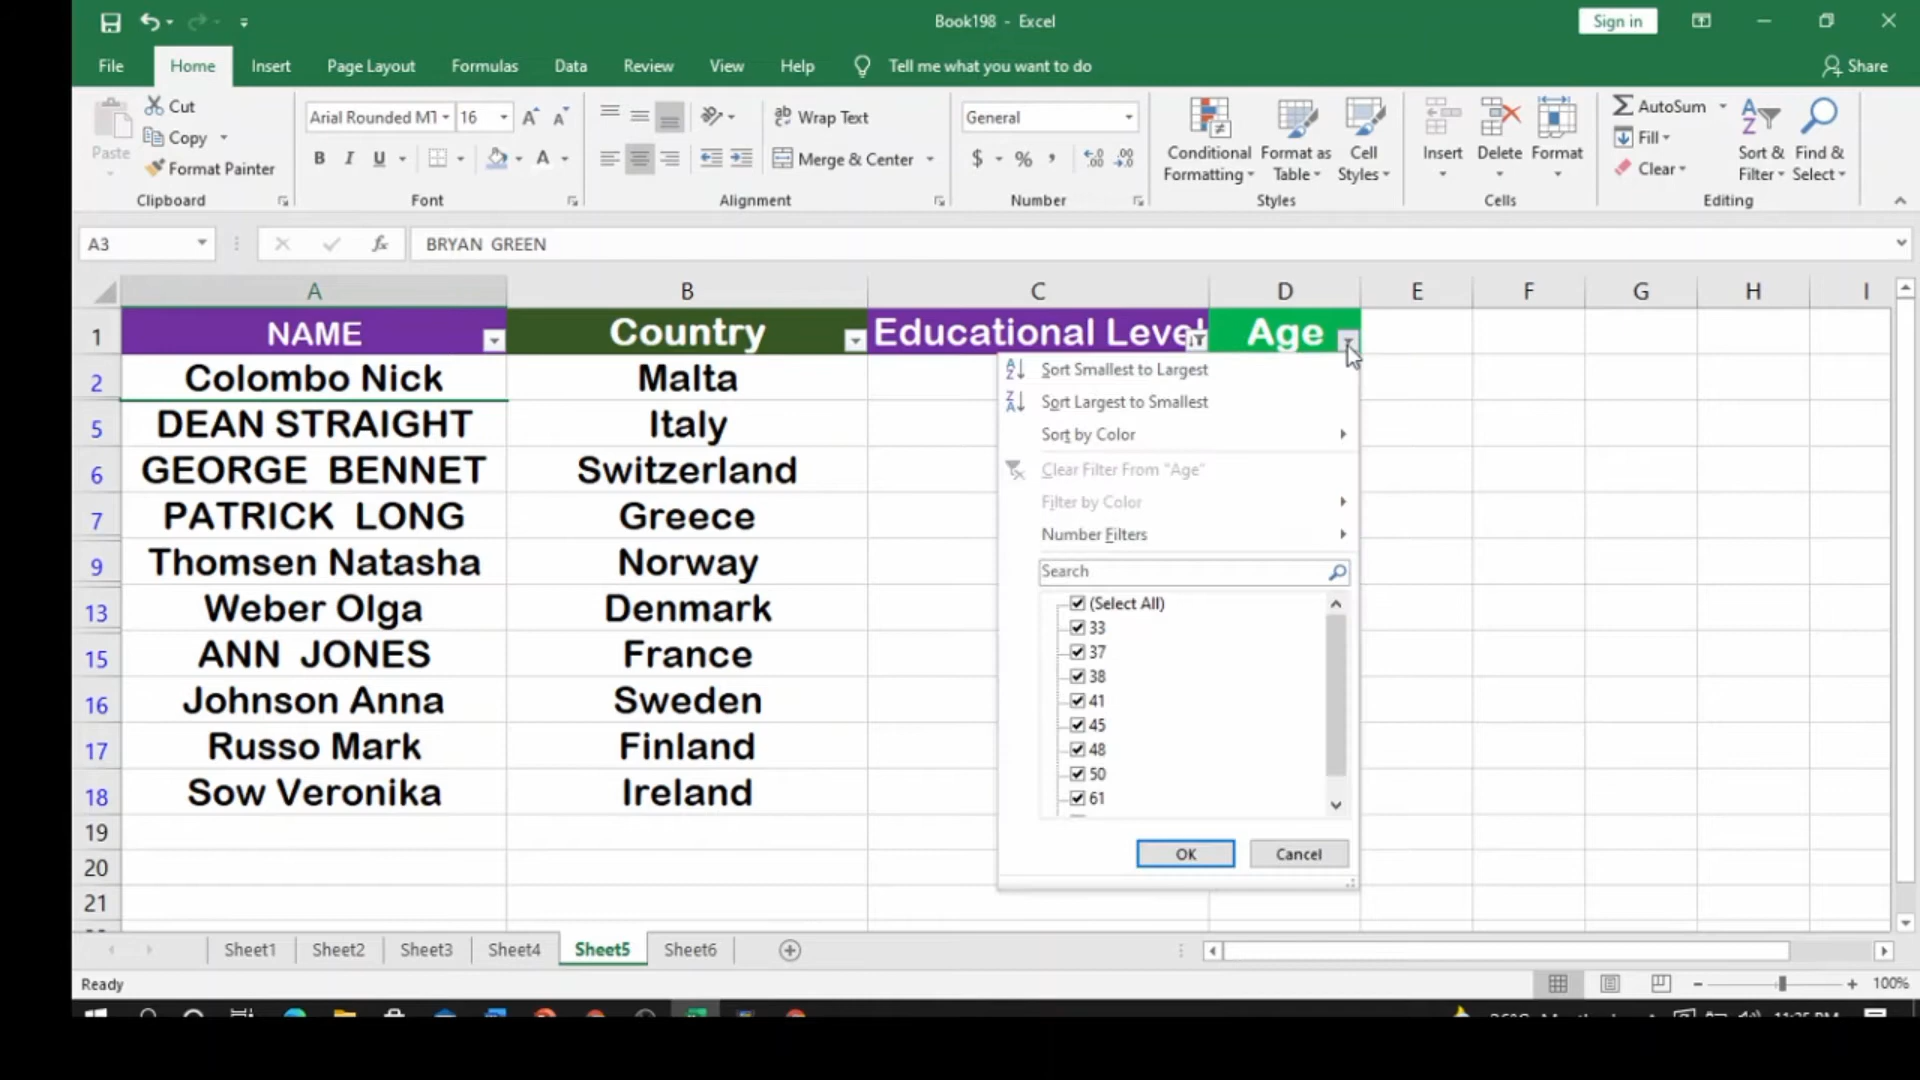 Book198 - Excel
Sign in
File Home Insert Page Layout Formulas Data Review View Help Tell me what you want to do Share
Paste Cut Copy Format Painter Clipboard
Arial Rounded MT 16 A A B I U A Font
ab Wrap Text Merge & Center Alignment
General $ % , Number
Conditional Formatting Format as Table Cell Styles Styles
Insert Delete Format Cells
AutoSum Fill Clear Sort & Filter Find & Select Editing
A3 fx BRYAN GREEN
A B C D E F G H I
1 NAME Country Educational Level Age
2 Colombo Nick Malta
5 DEAN STRAIGHT Italy
6 GEORGE BENNET Switzerland
7 PATRICK LONG Greece
9 Thomsen Natasha Norway
13 Weber Olga Denmark
15 ANN JONES France
16 Johnson Anna Sweden
17 Russo Mark Finland
18 Sow Veronika Ireland
19
20
21
Sort Smallest to Largest
Sort Largest to Smallest
Sort by Color
Clear Filter From "Age"
Filter by Color
Number Filters
Search
(Select All)
33
37
38
41
45
48
50
61
OK Cancel
Sheet1 Sheet2 Sheet3 Sheet4 Sheet5 Sheet6
Ready 100%